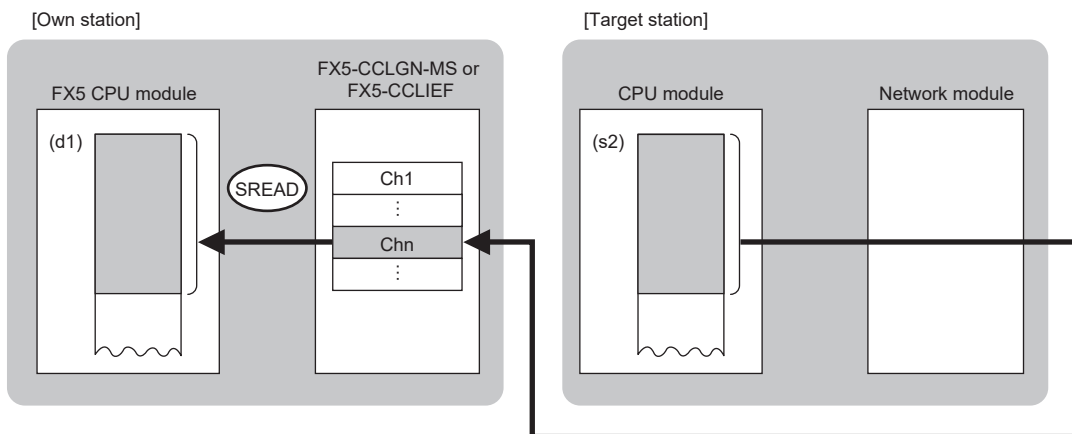 [Own station]
[Target station]
FX5 CPU module
FX5-CCLGN-MS or
FX5-CCLIEF
CPU module
Network module
(d1)
SREAD
Ch1
⋮
Chn
⋮
(s2)